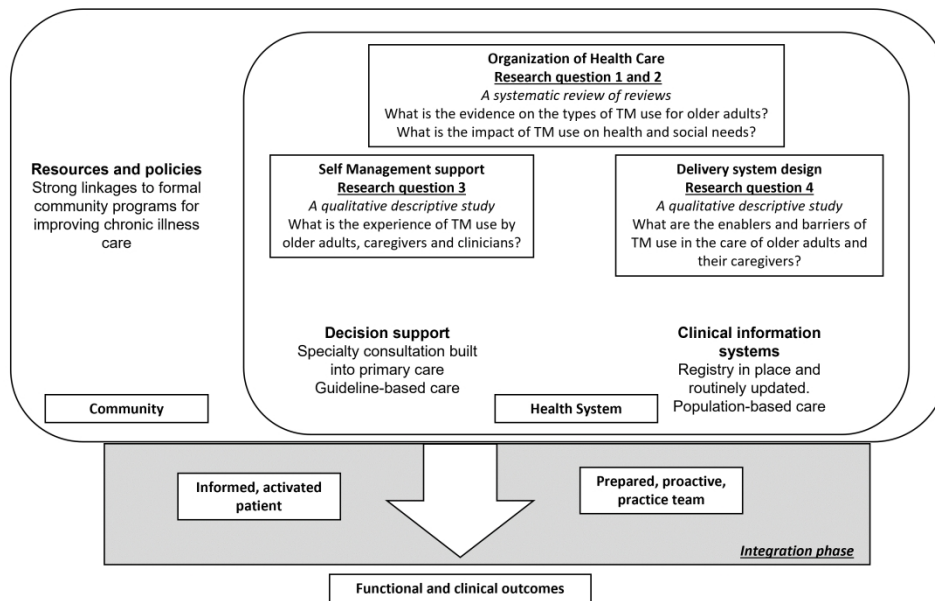 Organization of Health Care
Research question 1 and 2
A systematic review of reviews
What is the evidence on the types of TM use for older adults?
What is the impact of TM use on health and social needs?
Resources and policies
Strong linkages to formal
community programs for
improving chronic illness
care
Self Management support
Research question 3
A qualitative descriptive study
What is the experience of TM use by
older adults, caregivers and clinicians?
Delivery system design
Research question 4
A qualitative descriptive study
What are the enablers and barriers of
TM use in the care of older adults and
their caregivers?
Decision support
Specialty consultation built
into primary care
Guideline-based care
Clinical information
systems
Registry in place and
routinely updated.
Population-based care
Community
Health System
Informed, activated
patient
Prepared, proactive,
practice team
Integration phase
Functional and clinical outcomes